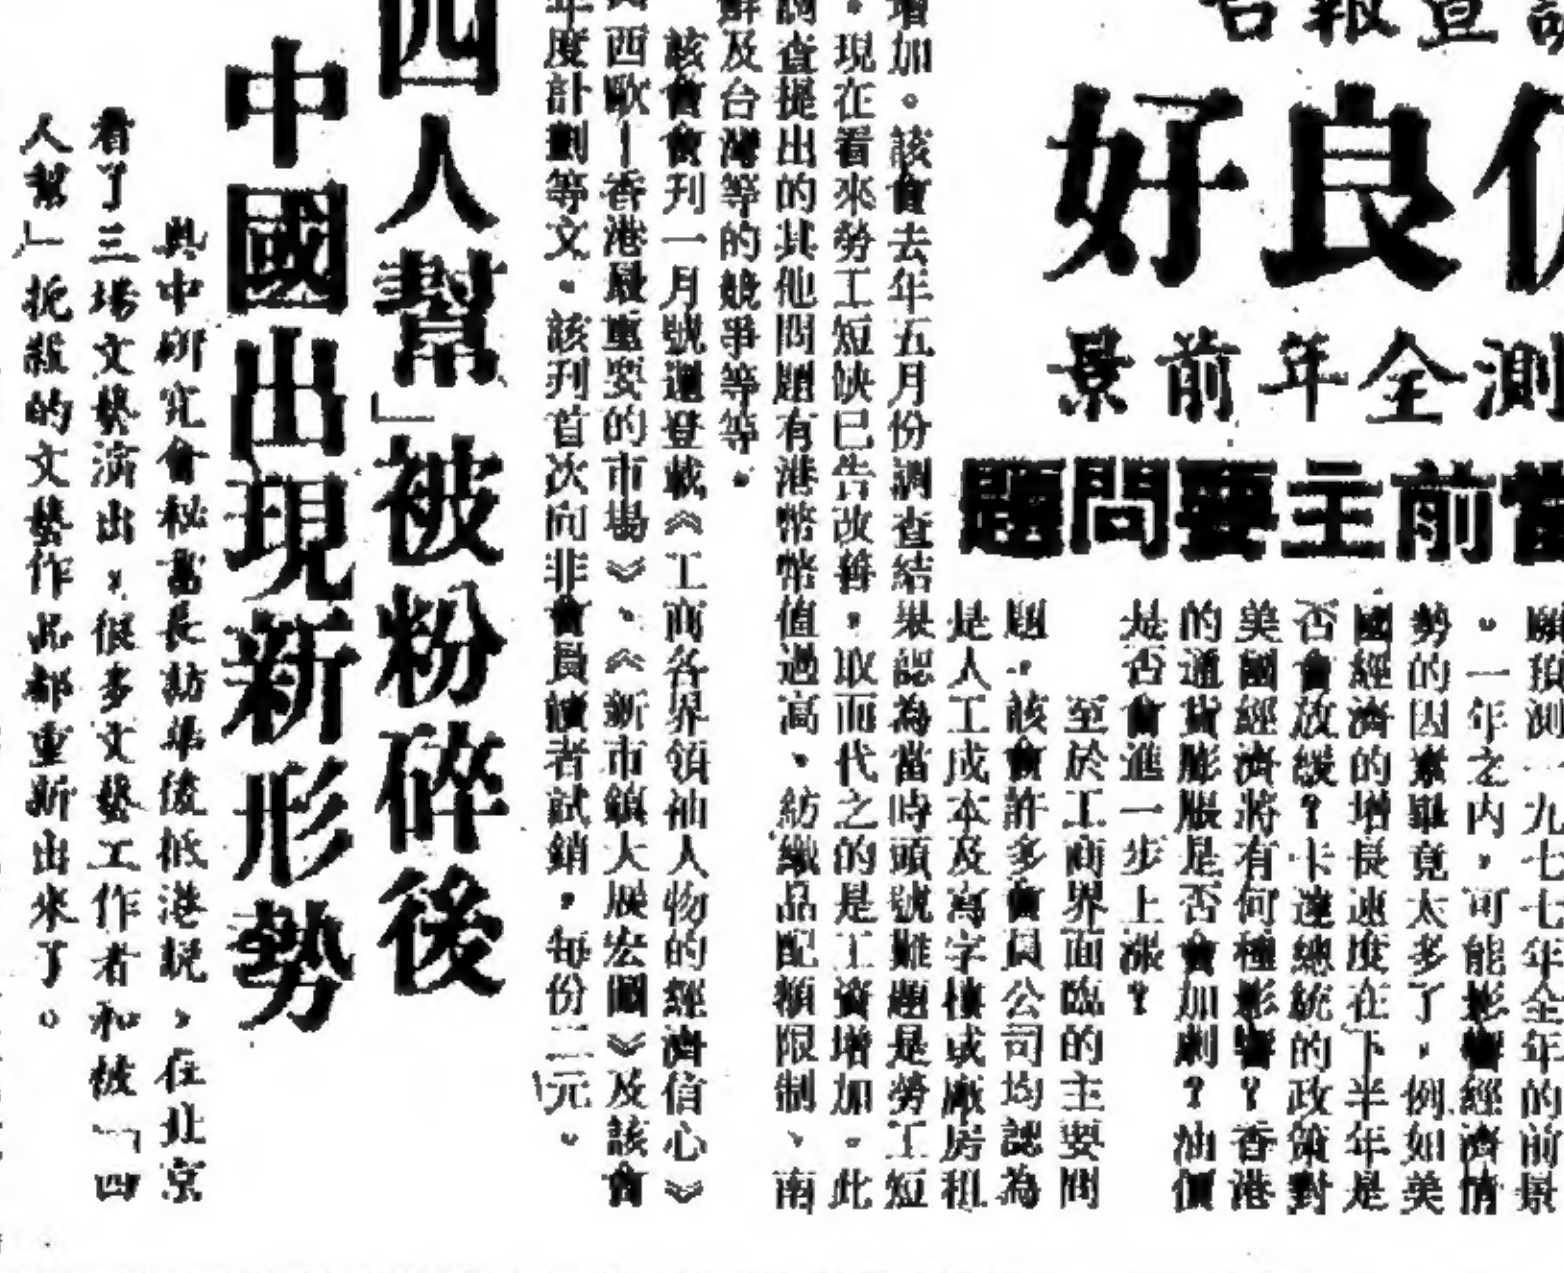 查報告
仍良好
測全年前景
當前主要問題
願預測一九七七年全年的前景
。一年之內，可能影響經濟情
勢的因素畢竟太多了，例如美
國經濟的增長速度在下半年是
否會放緩？卡達總統的政策對
美國經濟將有何種影響？香港
的通貨膨脹是否會加劇？油價
是否會進一步上漲？
至於工商界面臨的主要問
題，該會許多會員公司均認為
是人工成本及寫字樓或廠房租
增加。該會去年五月份調查結果認為當時頭號難題是勞工短
。現在看來勞工短缺已告改善，取而代之的是工資增加。此
調查提出的其他問題有港幣幣值過高、紡織品配額限制、南
鮮及台灣等的競爭等等。
該會會刊一月號還登載《工商各界領袖人物的經濟信心》
西歐—香港最重要的市場》、《新市鎮大展宏圖》及該會
年度計劃等文。該刊首次向非會員讀者試銷，每份二元。
四人幫」被粉碎後
中國出現新形勢
與中研究會秘書長訪華後抵港說，在北京
看了三場文藝演出，很多文藝工作者和被「四
人幫」扼殺的文藝作品都重新出來了。